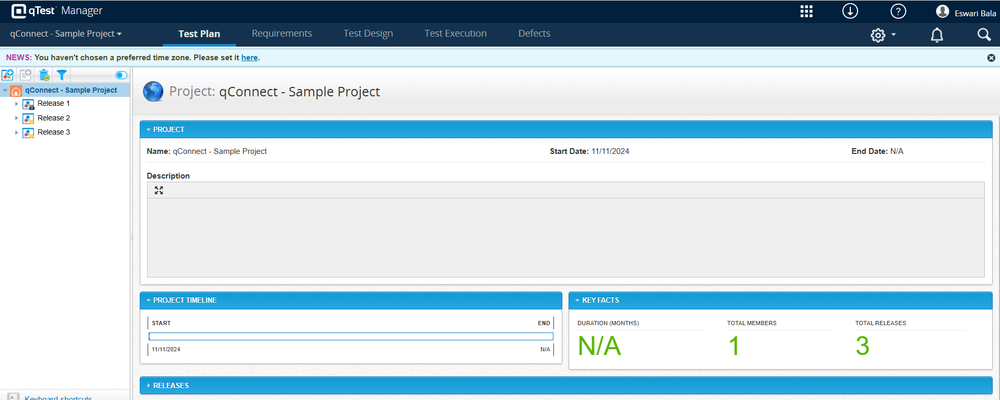 qTest Manager
Eswari Bala
qConnect - Sample Project
Test Plan
Requirements
Test Design
Test Execution
Defects
NEWS: You haven't chosen a preferred time zone. Please set it here.
qConnect - Sample Project
Release 1
Release 2
Release 3
Keyboard shortcuts
Project: qConnect - Sample Project
PROJECT
Name: qConnect - Sample Project
Start Date: 11/11/2024
End Date: N/A
Description
PROJECT TIMELINE
START
END
11/11/2024
N/A
KEY FACTS
DURATION (MONTHS)
N/A
TOTAL MEMBERS
1
TOTAL RELEASES
3
RELEASES